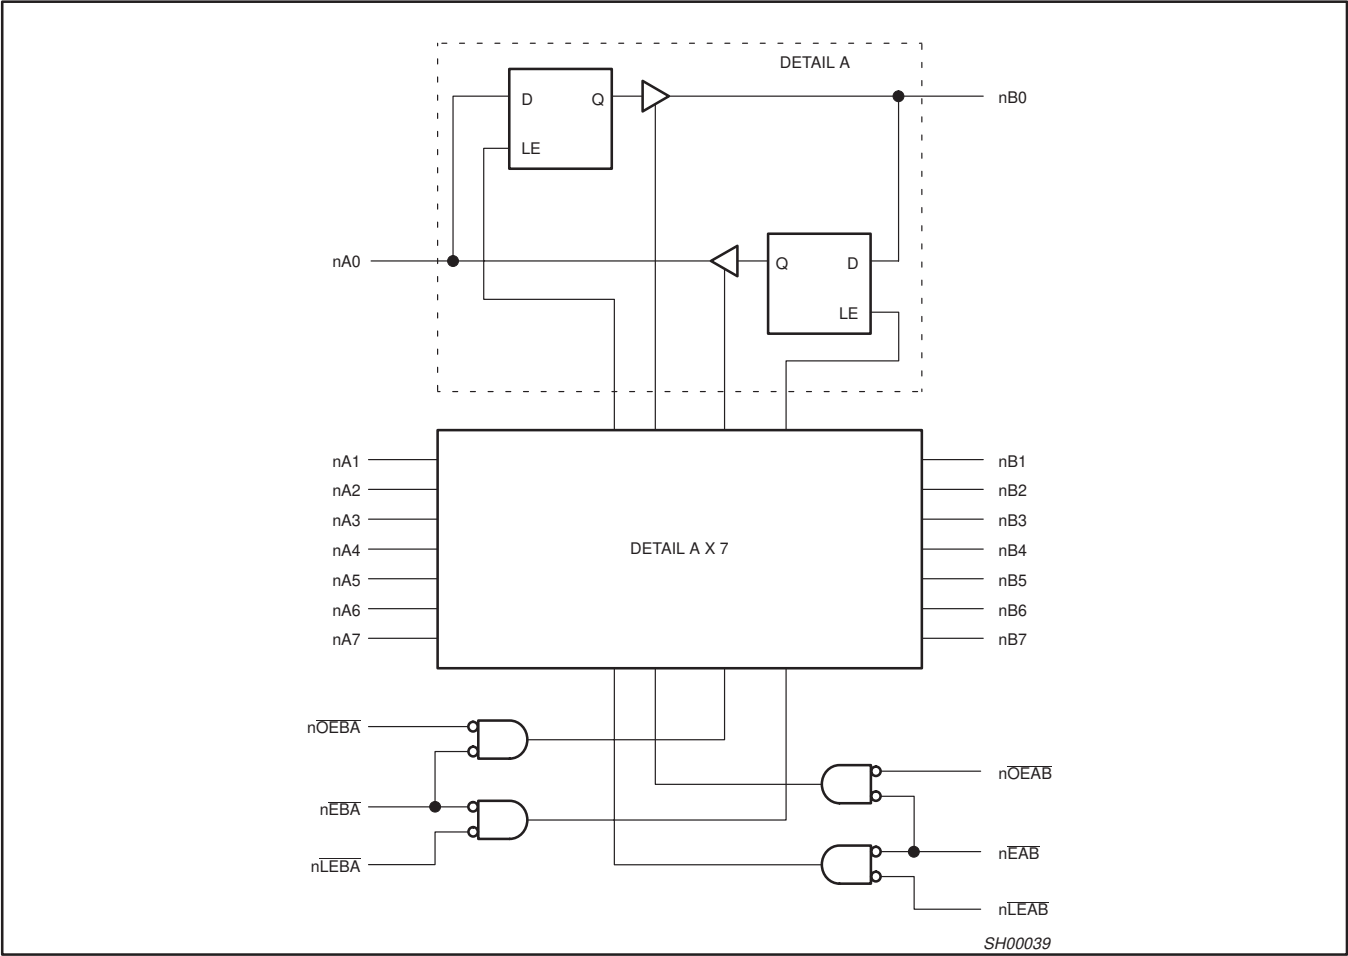 DETAIL A
D Q
nB0
LE
nA0
Q D
LE
nA1
nA2
nA3
nA4
nA5
nA6
nA7
DETAIL A X 7
nB1
nB2
nB3
nB4
nB5
nB6
nB7
nOEBA
nEBA
nLEBA
nOEAB
nEAB
nLEAB
SH00039